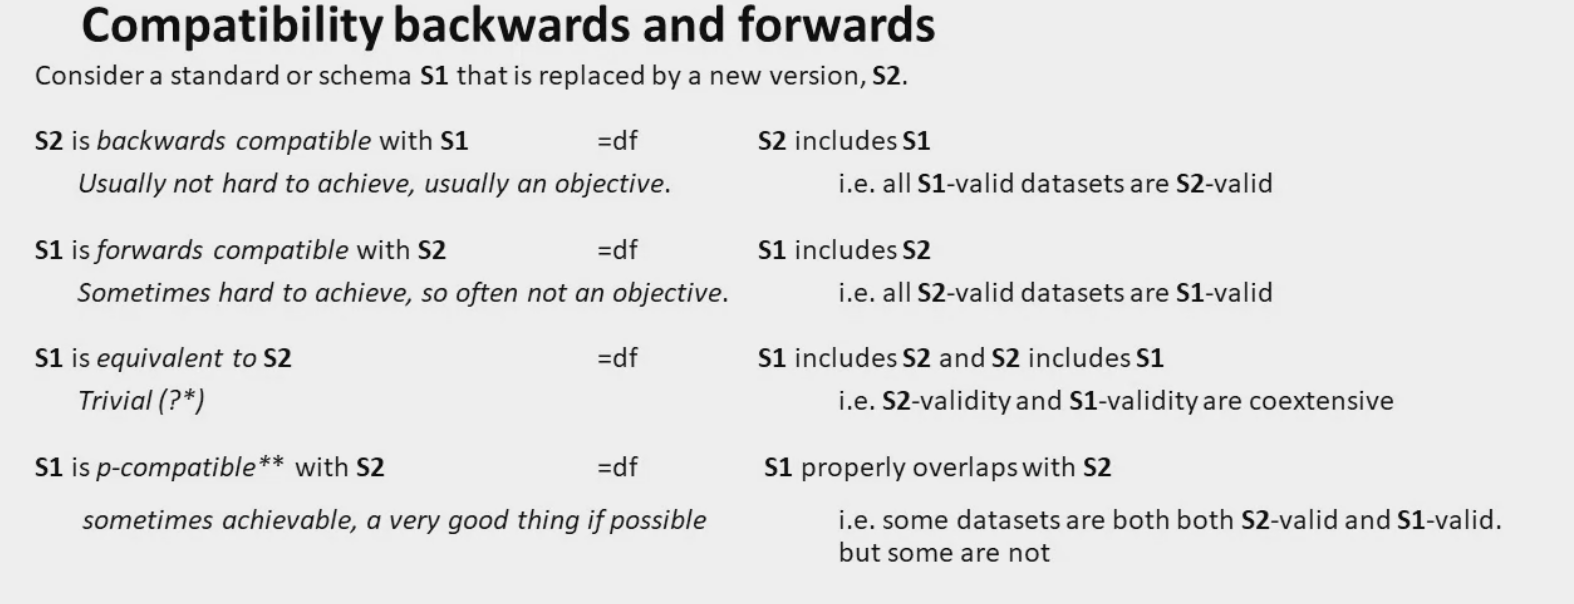 Compatibility backwards and forwards
Consider a standard or schema S1 that is replaced by a new version, S2.
S2 is backwards compatible with S1 =df S2 includes S1
Usually not hard to achieve, usually an objective. i.e. all S1-valid datasets are S2-valid
S1 is forwards compatible with S2 =df S1 includes S2
Sometimes hard to achieve, so often not an objective. i.e. all S2-valid datasets are S1-valid
S1 is equivalent to S2 =df S1 includes S2 and S2 includes S1
Trivial (?*) i.e. S2-validity and S1-validity are coextensive
S1 is p-compatible** with S2 =df S1 properly overlaps with S2
sometimes achievable, a very good thing if possible i.e. some datasets are both both S2-valid and S1-valid.
but some are not